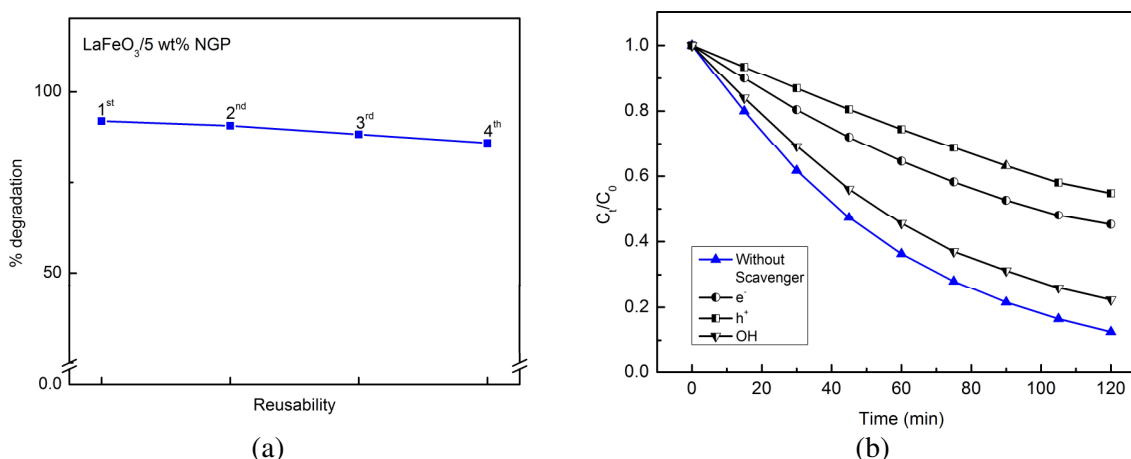 LaFeO₃/5 wt% NGP
100
50
0.0
1ˢᵗ
2ⁿᵈ
3ʳᵈ
4ᵗʰ
% degradation
Reusability
(a)
1.0
0.8
0.6
0.4
0.2
0.0
Cₜ/C₀
Without
Scavenger
e⁻
h⁺
OH
0 20 40 60 80 100 120
Time (min)
(b)